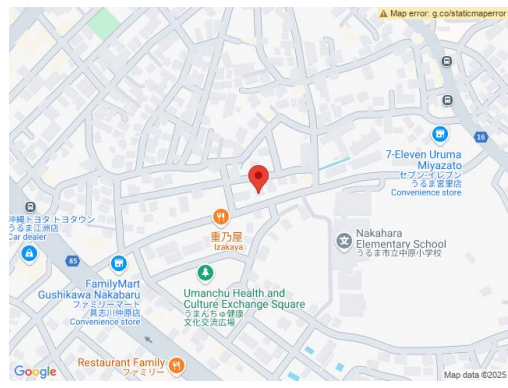 Map error: g.co/staticmaperror
16
7-Eleven Uruma
Miyazato
セブン-イレブン
うるま宮里店
Convenience store
沖縄トヨタ トヨタウン
うるま江洲店
Car dealer
重乃屋
Izakaya
Nakahara
Elementary School
うるま市立中原小学校
85
FamilyMart
Gushikawa Nakabaru
ファミリーマート
具志川仲原店
Convenience store
Umanchu Health and
Culture Exchange Square
うまんちゅ健康
文化交流広場
Restaurant Family
ファミリー
Google
Map data ©2025